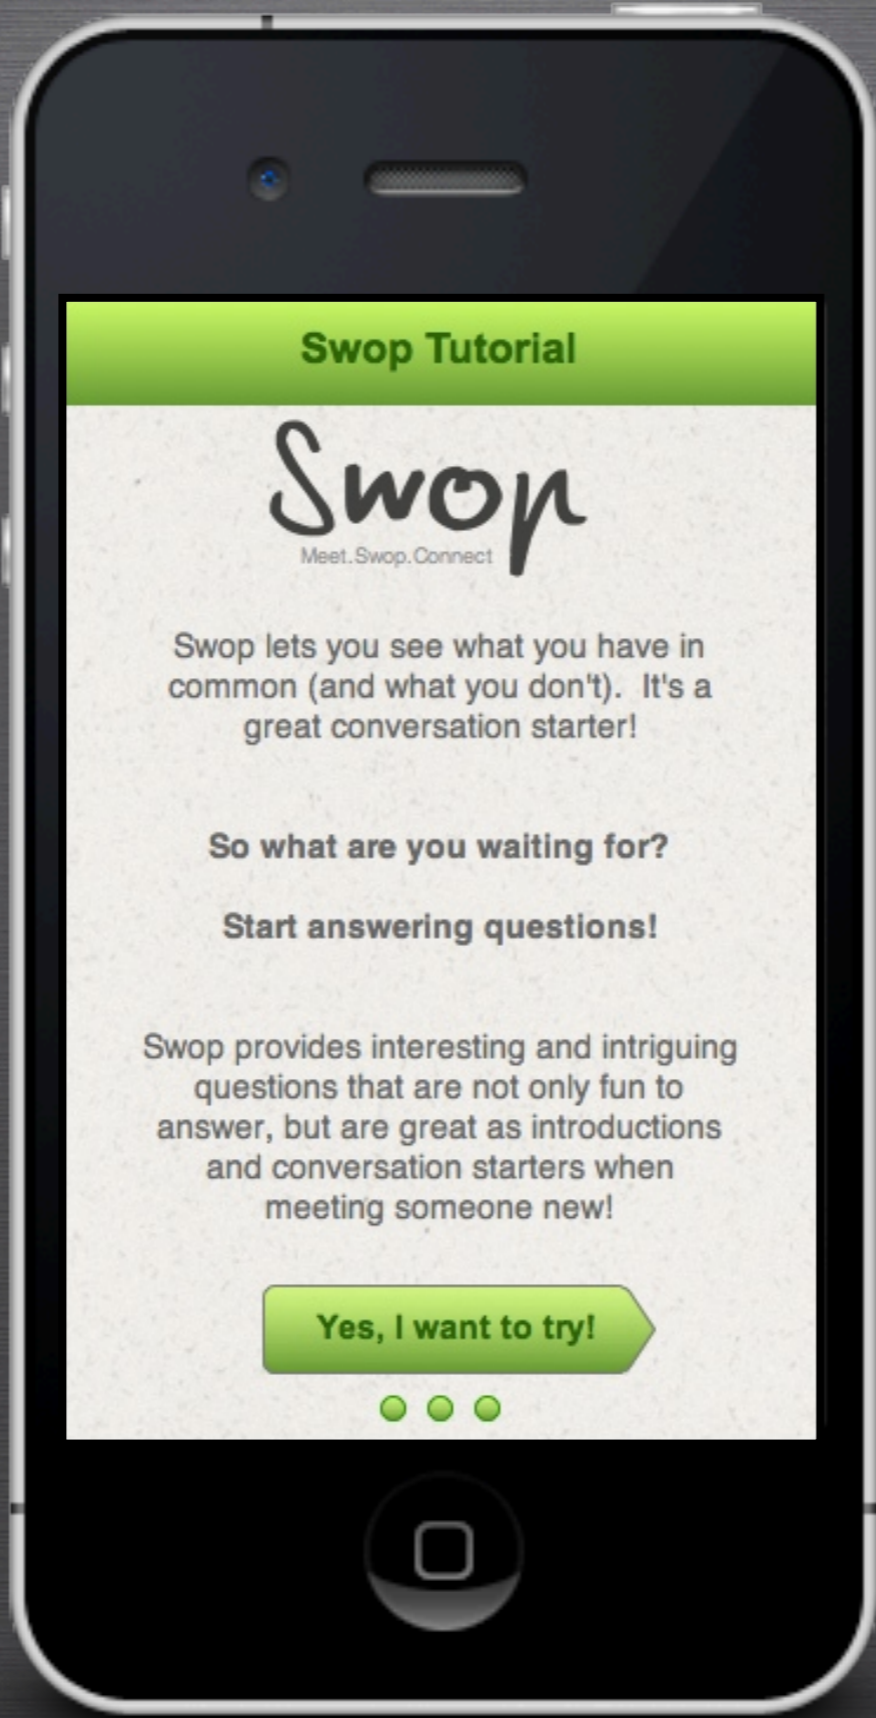 Swop Tutorial
Swop
Meet.Swop.Connect
Swop lets you see what you have in
common (and what you don't).  It's a
great conversation starter!
So what are you waiting for?
Start answering questions!
Swop provides interesting and intriguing
questions that are not only fun to
answer, but are great as introductions
and conversation starters when
meeting someone new!
Yes, I want to try!